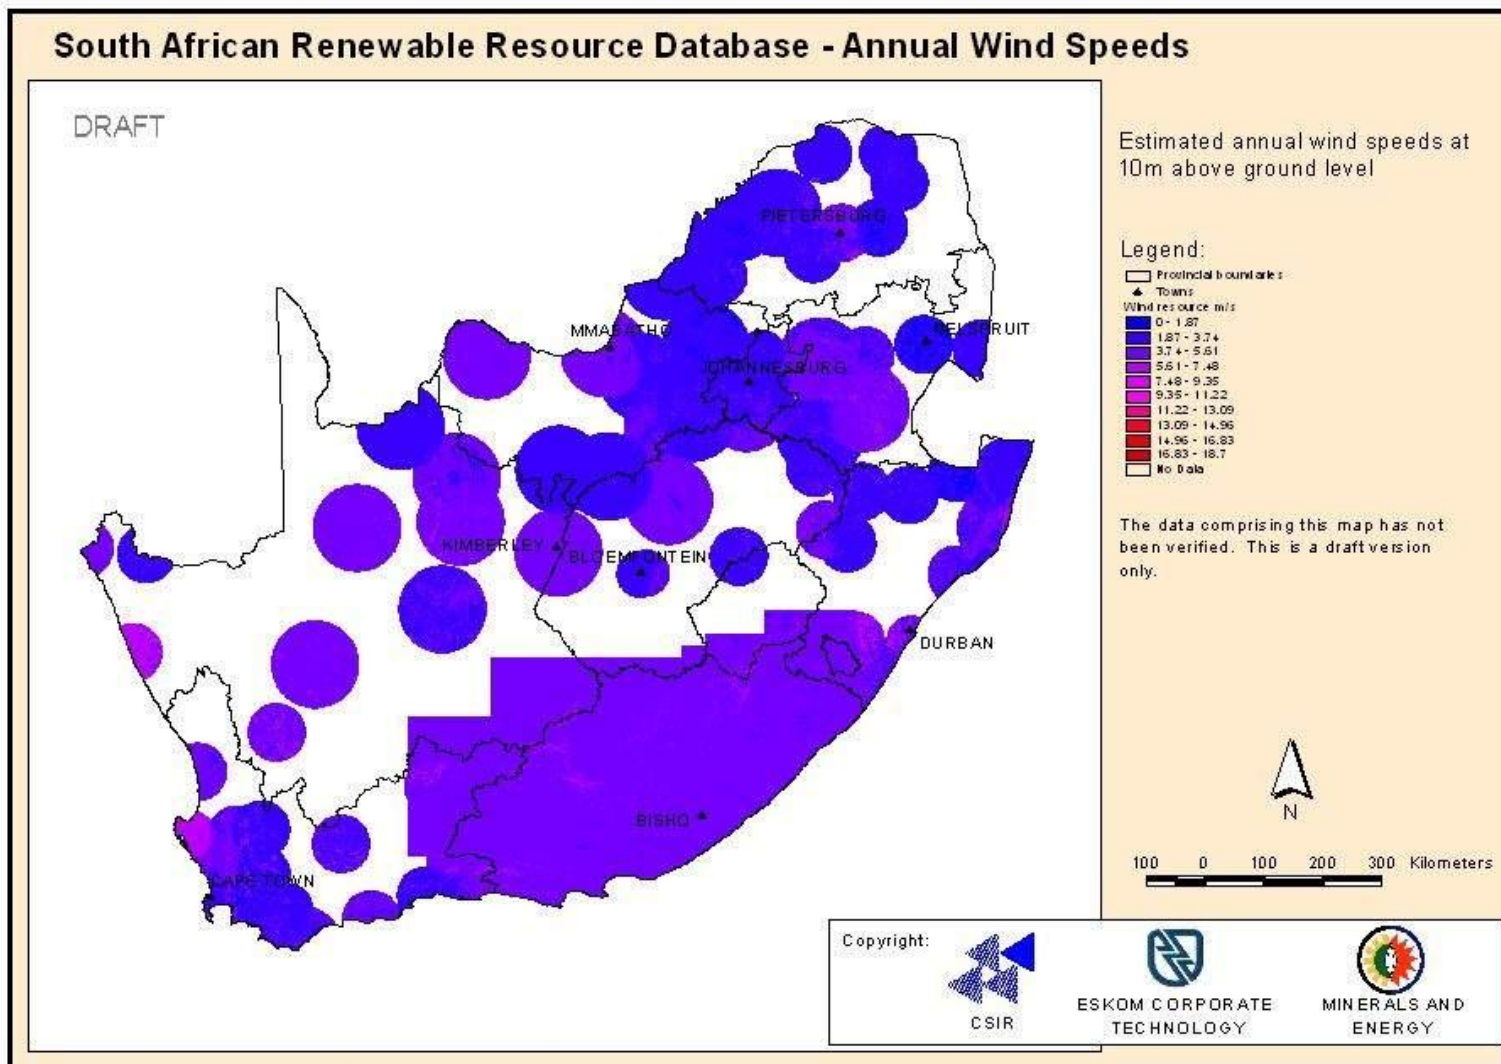 South African Renewable Resource Database - Annual Wind Speeds
DRAFT
Estimated annual wind speeds at
10m above ground level
Legend:
Provincial boundaries
Towns
Wind resource m/s
0 - 1.87
1.87 - 3.74
3.74 - 5.61
5.61 - 7.48
7.48 - 9.35
9.35 - 11.22
11.22 - 13.09
13.09 - 14.96
14.96 - 16.83
16.83 - 18.7
No Data
PIETERSBURG
MMABATHO
NELSPRUIT
JOHANNESBURG
KIMBERLEY
BLOEMFONTEIN
DURBAN
BISHO
CAPE TOWN
The data comprising this map has not
been verified. This is a draft version
only.
N
100 0 100 200 300 Kilometers
Copyright:
CSIR
ESKOM CORPORATE
TECHNOLOGY
MINERALS AND
ENERGY